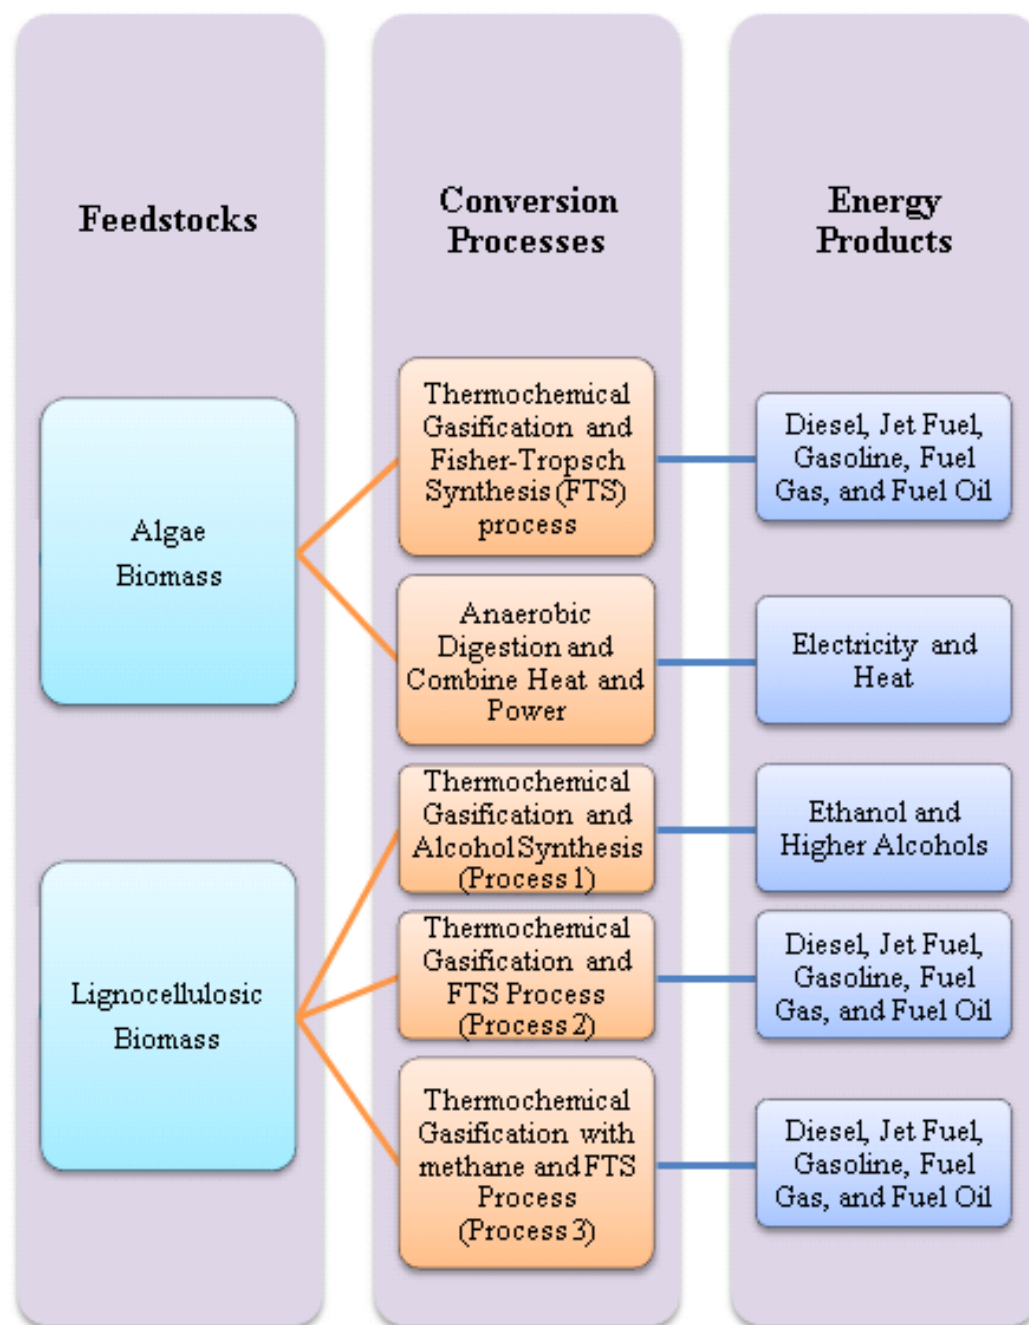 Feedstocks
Conversion
Processes
Energy
Products
Algae
Biomass
Thermochemical
Gasification and
Fisher-Tropsch
Synthesis (FTS)
process
Diesel, Jet Fuel,
Gasoline, Fuel
Gas, and Fuel Oil
Anaerobic
Digestion and
Combine Heat and
Power
Electricity and
Heat
Lignocellulosic
Biomass
Thermochemical
Gasification and
Alcohol Synthesis
(Process 1)
Ethanol and
Higher Alcohols
Thermochemical
Gasification and
FTS Process
(Process 2)
Diesel, Jet Fuel,
Gasoline, Fuel
Gas, and Fuel Oil
Thermochemical
Gasification with
methane and FTS
Process
(Process 3)
Diesel, Jet Fuel,
Gasoline, Fuel
Gas, and Fuel Oil